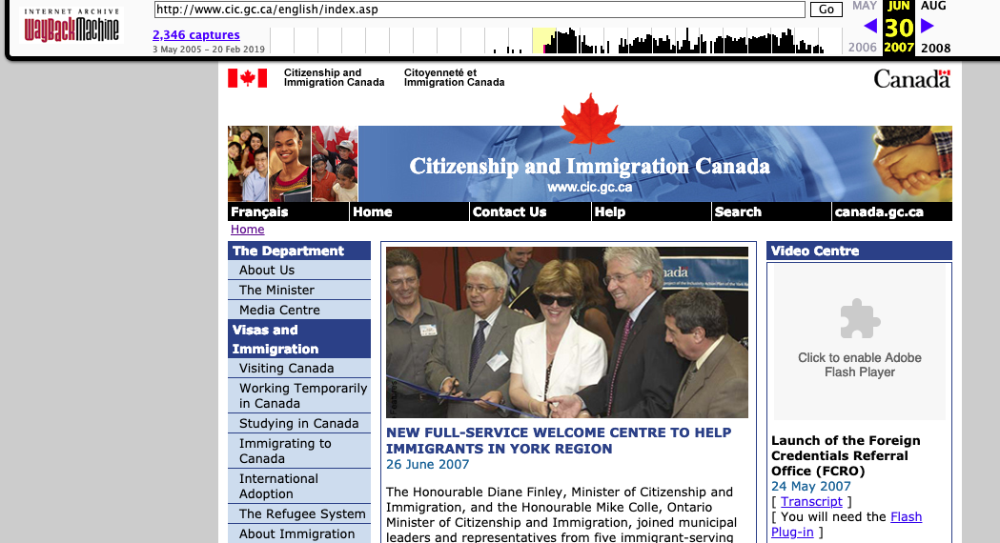 INTERNET ARCHIVE
WayBackMachine
http://www.cic.gc.ca/english/index.asp
Go
MAY
JUN
AUG
2,346 captures
30
3 May 2005 – 20 Feb 2019
2006
2007
2008
Citizenship and
Immigration Canada
Citoyenneté et
Immigration Canada
Canada
Citizenship and Immigration Canada
www.cic.gc.ca
Français
Home
Contact Us
Help
Search
canada.gc.ca
Home
The Department
About Us
The Minister
Media Centre
Visas and
Immigration
Visiting Canada
Working Temporarily
in Canada
Studying in Canada
Immigrating to
Canada
International
Adoption
The Refugee System
About Immigration
nada
Features
NEW FULL-SERVICE WELCOME CENTRE TO HELP
IMMIGRANTS IN YORK REGION
26 June 2007
The Honourable Diane Finley, Minister of Citizenship and
Immigration, and the Honourable Mike Colle, Ontario
Minister of Citizenship and Immigration, joined municipal
leaders and representatives from five immigrant-serving
Video Centre
Click to enable Adobe
Flash Player
Launch of the Foreign
Credentials Referral
Office (FCRO)
24 May 2007
[ Transcript ]
[ You will need the Flash
Plug-in ]